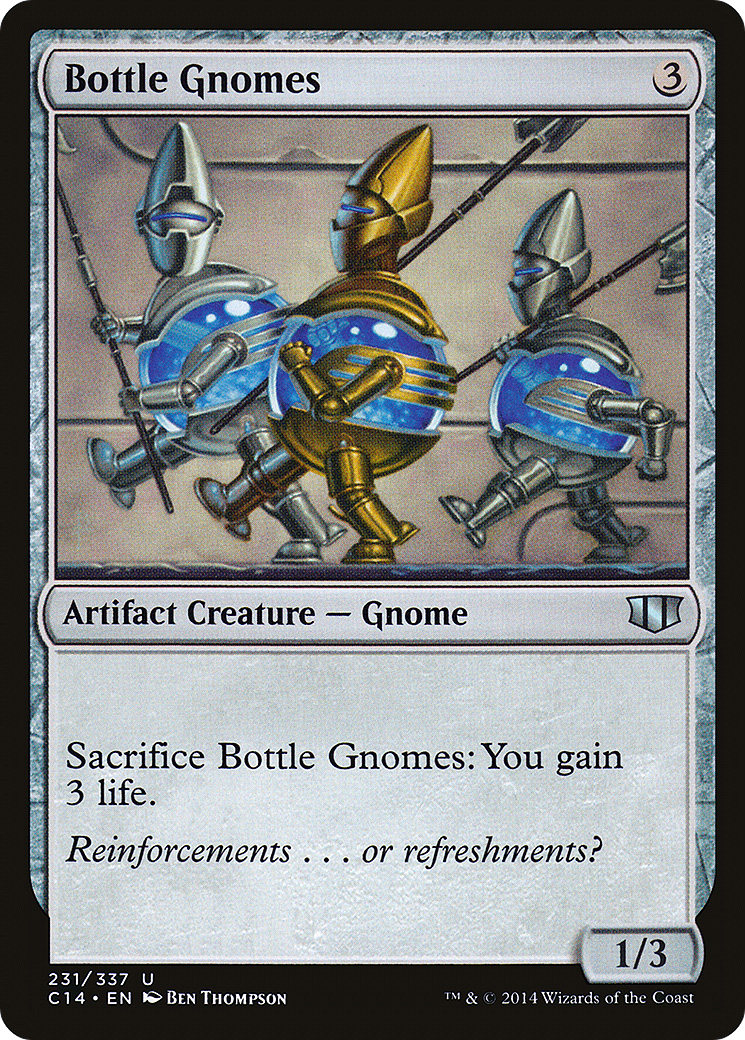 Bottle Gnomes 3
Artifact Creature — Gnome
Sacrifice Bottle Gnomes: You gain
3 life.
Reinforcements . . . or refreshments?
1/3
231/337 U
C14 • EN Ben Thompson
™ & © 2014 Wizards of the Coast